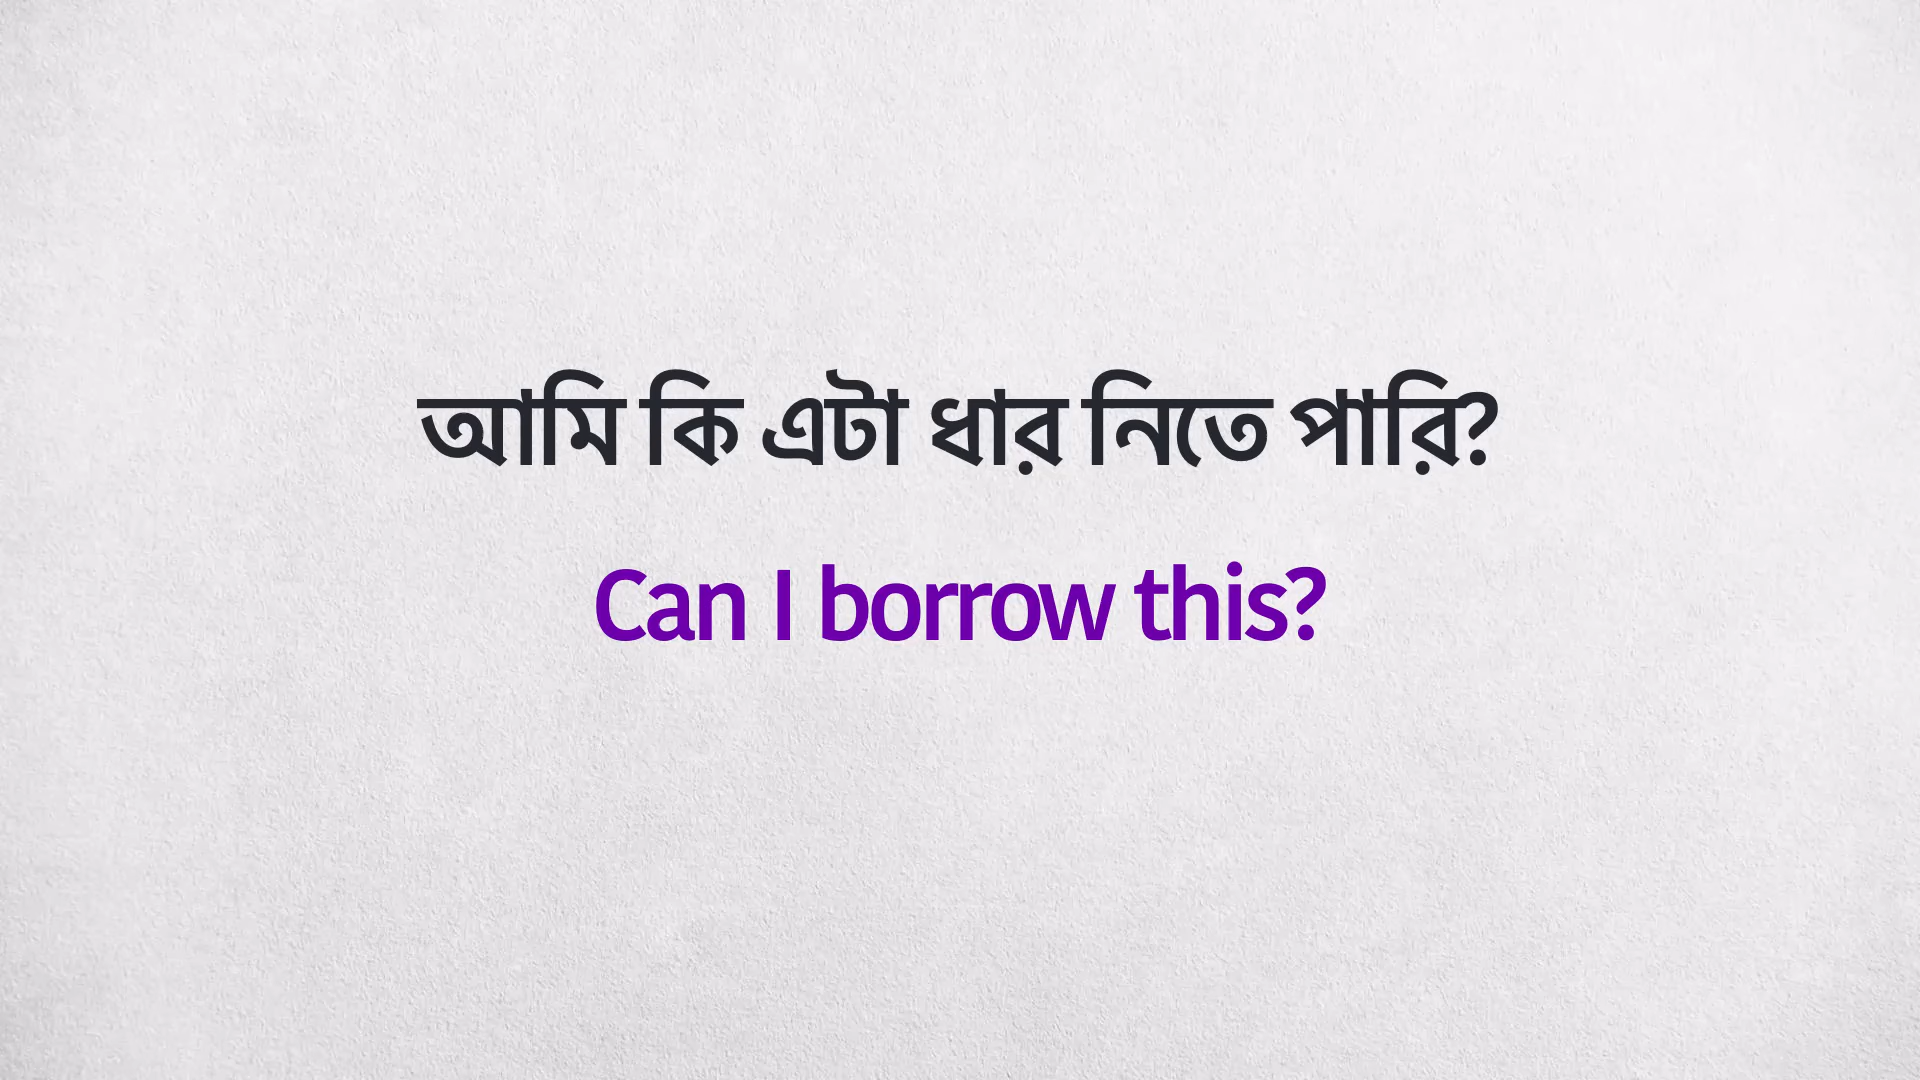 আমি কি এটা ধার নিতে পারি?
Can I borrow this?